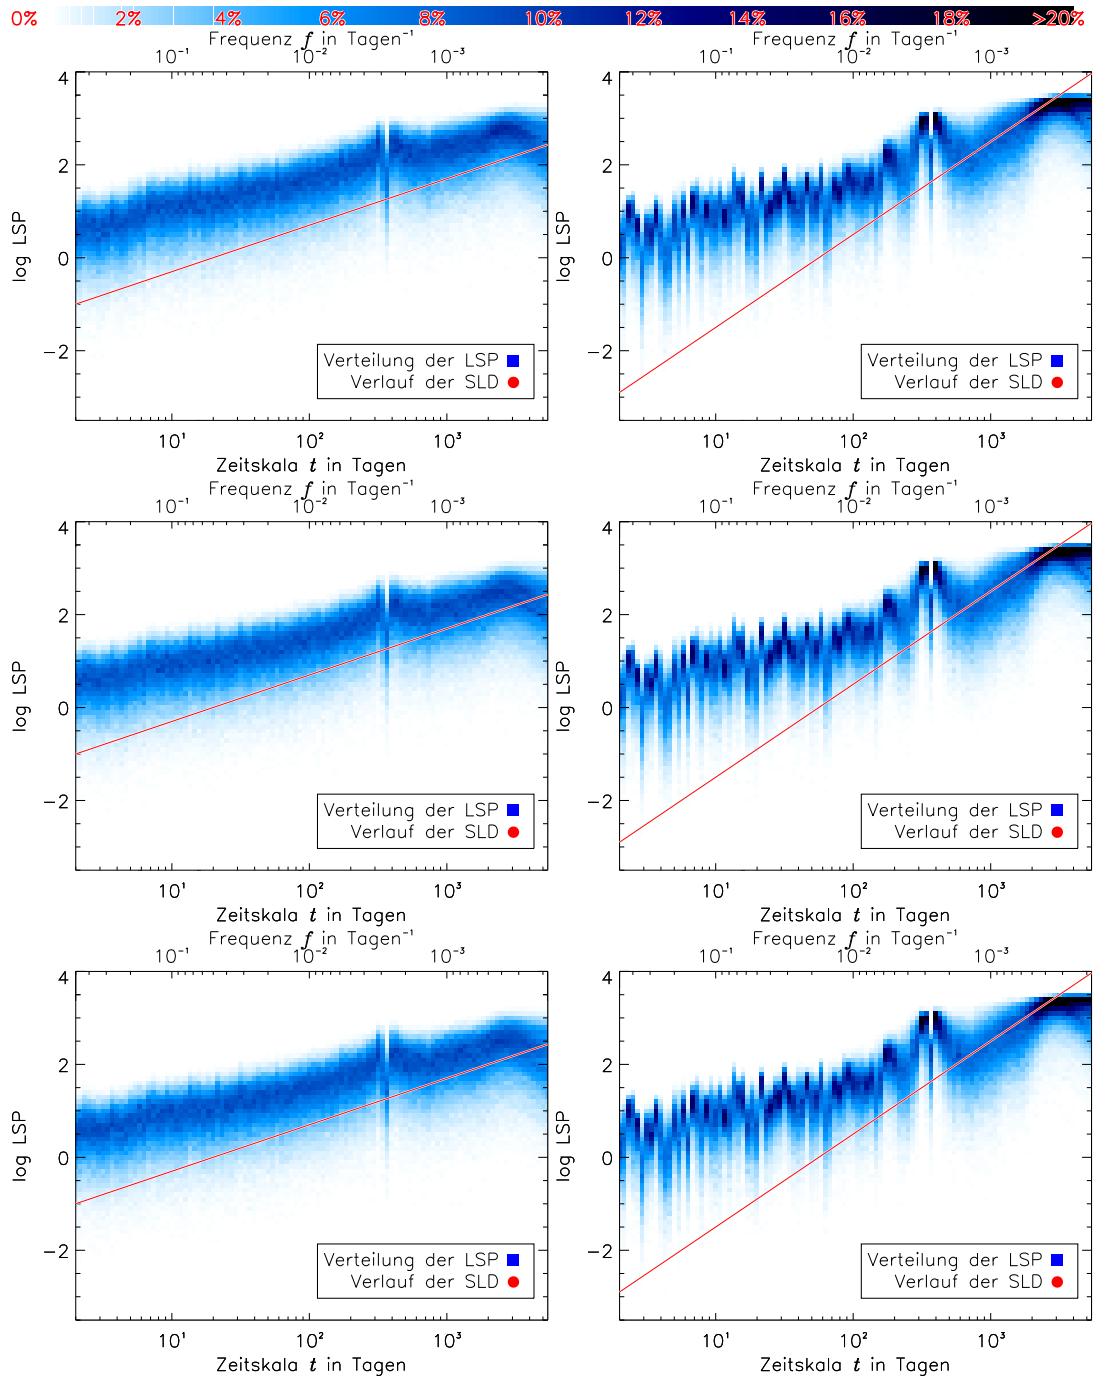 0% 2% 4% 6% 8% 10% 12% 14% 16% 18% >20%
Frequenz f in Tagen⁻¹ Frequenz f in Tagen⁻¹
10⁻¹ 10⁻² 10⁻³ 10⁻¹ 10⁻² 10⁻³
4
2
0
−2
log LSP
Verteilung der LSP
Verlauf der SLD
10¹ 10² 10³
Zeitskala t in Tagen
4
2
0
−2
log LSP
Verteilung der LSP
Verlauf der SLD
10¹ 10² 10³
Zeitskala t in Tagen
Frequenz f in Tagen⁻¹ Frequenz f in Tagen⁻¹
10⁻¹ 10⁻² 10⁻³ 10⁻¹ 10⁻² 10⁻³
4
2
0
−2
log LSP
Verteilung der LSP
Verlauf der SLD
10¹ 10² 10³
Zeitskala t in Tagen
4
2
0
−2
log LSP
Verteilung der LSP
Verlauf der SLD
10¹ 10² 10³
Zeitskala t in Tagen
Frequenz f in Tagen⁻¹ Frequenz f in Tagen⁻¹
10⁻¹ 10⁻² 10⁻³ 10⁻¹ 10⁻² 10⁻³
4
2
0
−2
log LSP
Verteilung der LSP
Verlauf der SLD
10¹ 10² 10³
Zeitskala t in Tagen
4
2
0
−2
log LSP
Verteilung der LSP
Verlauf der SLD
10¹ 10² 10³
Zeitskala t in Tagen